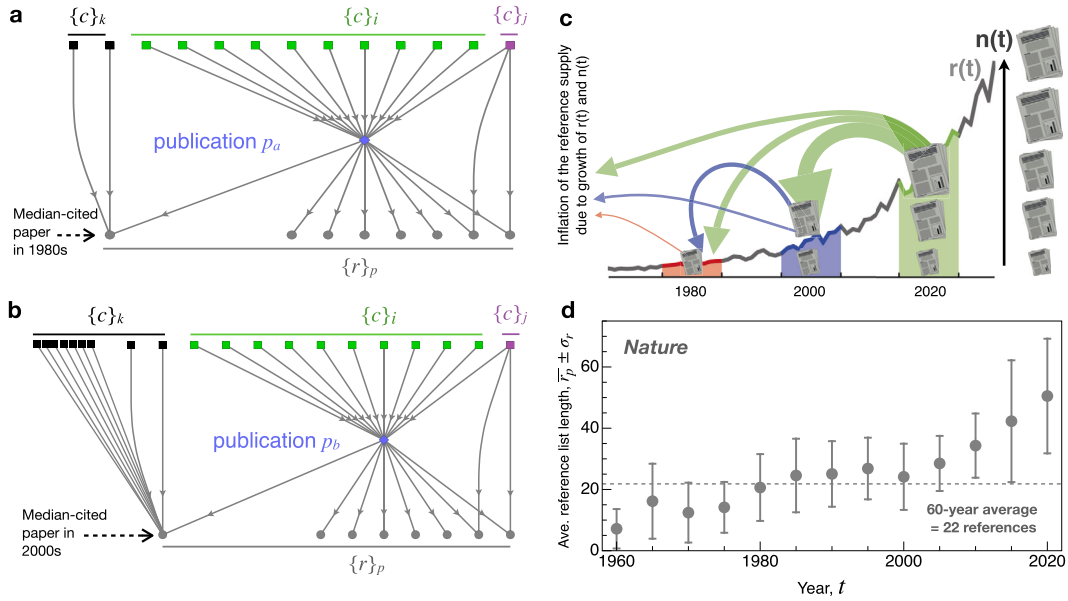 a
{c}ₖ
{c}ᵢ
{c}ⱼ
publication pₐ
Median-cited
paper
in 1980s
{r}ₚ
b
{c}ₖ
{c}ᵢ
{c}ⱼ
publication p_b
Median-cited
paper in
2000s
{r}ₚ
c
n(t)
r(t)
Inflation of the reference supply
due to growth of r(t) and n(t)
1980
2000
2020
d
Nature
Ave. reference list length, r̅ₚ ± σᵣ
60
40
20
0
60-year average
= 22 references
1960
1980
2000
2020
Year, t